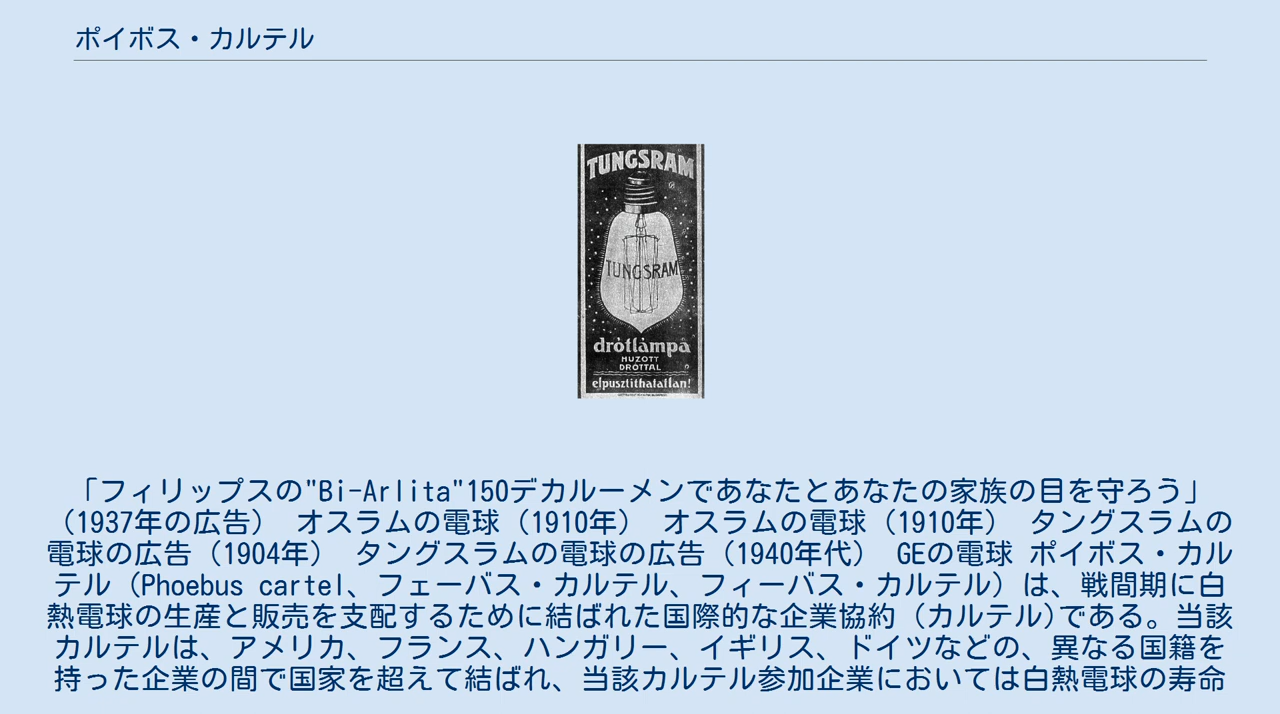 ポイボス・カルテル
TUNGSRAM
TUNGSRAM
drótlámpa
HUZOTT
DRÓTTAL
elpusztíthatatlan!
「フィリップスの"Bi-Arlita"150デカルーメンであなたとあなたの家族の目を守ろう」
（1937年の広告） オスラムの電球（1910年） オスラムの電球（1910年） タングスラムの
電球の広告（1904年） タングスラムの電球の広告（1940年代） GEの電球 ポイボス・カル
テル（Phoebus cartel、フェーバス・カルテル、フィーバス・カルテル）は、戦間期に白
熱電球の生産と販売を支配するために結ばれた国際的な企業協約 (カルテル)である。当該
カルテルは、アメリカ、フランス、ハンガリー、イギリス、ドイツなどの、異なる国籍を
持った企業の間で国家を超えて結ばれ、当該カルテル参加企業においては白熱電球の寿命